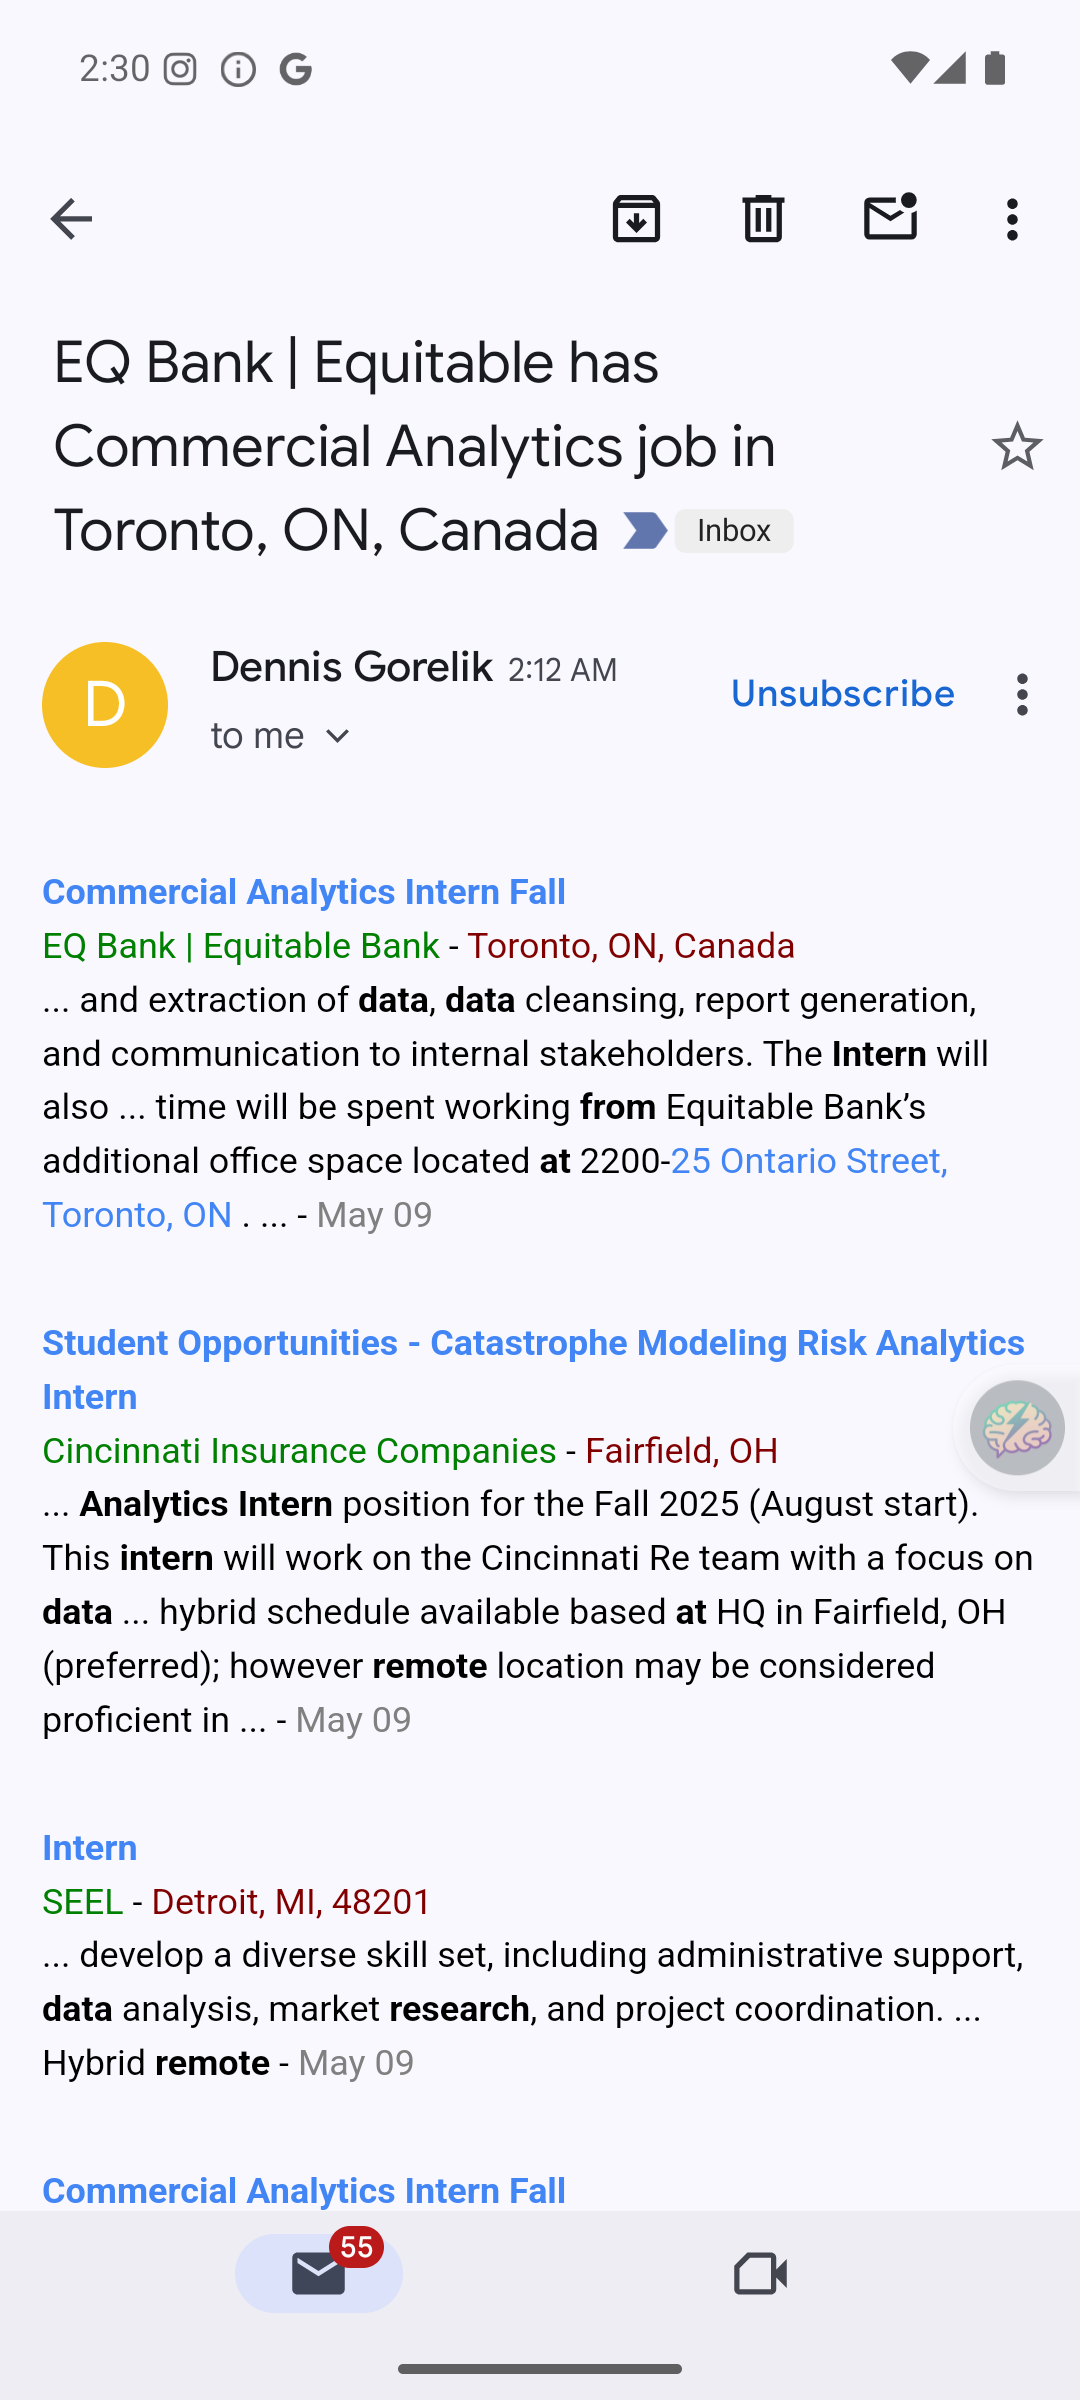 2:30
EQ Bank | Equitable has
Commercial Analytics job in
Toronto, ON, Canada Inbox
D
Dennis Gorelik 2:12 AM
Unsubscribe
to me
Commercial Analytics Intern Fall
EQ Bank | Equitable Bank - Toronto, ON, Canada
... and extraction of data, data cleansing, report generation,
and communication to internal stakeholders. The Intern will
also ... time will be spent working from Equitable Bank’s
additional office space located at 2200-25 Ontario Street,
Toronto, ON . ... - May 09
Student Opportunities - Catastrophe Modeling Risk Analytics
Intern
Cincinnati Insurance Companies - Fairfield, OH
... Analytics Intern position for the Fall 2025 (August start).
This intern will work on the Cincinnati Re team with a focus on
data ... hybrid schedule available based at HQ in Fairfield, OH
(preferred); however remote location may be considered
proficient in ... - May 09
Intern
SEEL - Detroit, MI, 48201
... develop a diverse skill set, including administrative support,
data analysis, market research, and project coordination. ...
Hybrid remote - May 09
Commercial Analytics Intern Fall
55